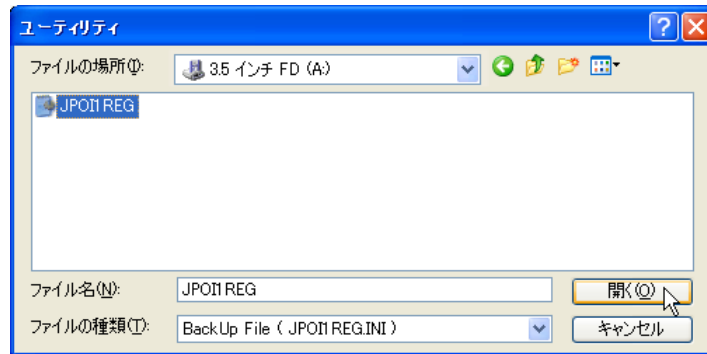 ユーティリティ
ファイルの場所(I):
3.5 インチ FD (A:)
JPOI1REG
ファイル名(N):
JPOI1REG
開く(O)
ファイルの種類(T):
BackUp File ( JPOI1REG.INI )
キャンセル